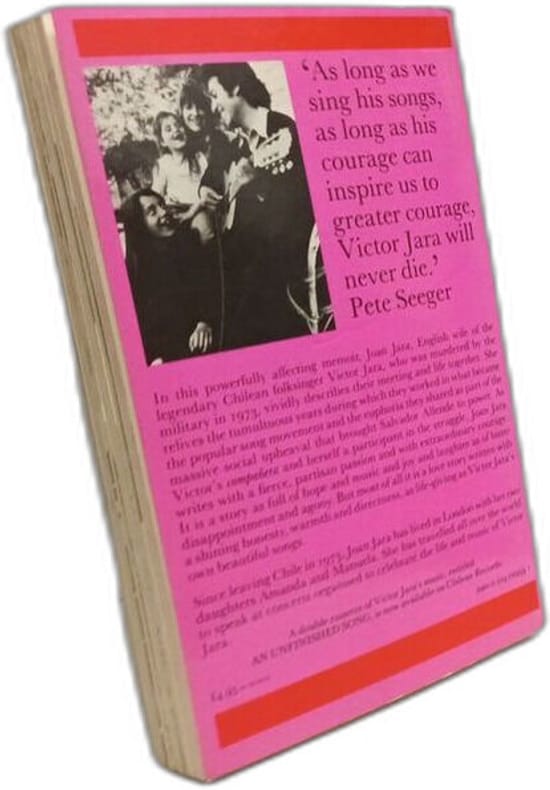 ‘As long as we
sing his songs,
as long as his
courage can
inspire us to
greater courage,
Victor Jara will
never die.’
Pete Seeger
In this powerfully affecting memoir, Joan Jara, English wife of the
legendary Chilean folksinger Victor Jara, who was murdered by the
military in 1973, vividly describes their meeting and life together. She
relives the tumultuous years during which they worked in what became
the popular song movement and the euphoria they shared as part of the
massive social upheaval that brought Salvador Allende to power. As
Victor's compañera and herself a participant in the struggle, Joan Jara
writes with a fierce, partisan passion and with extraordinary courage.
It is a story as full of hope and music and joy and laughter as of bitter
disappointment and agony. But most of all it is a love story written with
a shining honesty, warmth and directness, as life-giving as Victor Jara's
own beautiful songs.
Since leaving Chile in 1973, Joan Jara has lived in London with her two
daughters Amanda and Manuela. She has travelled all over the world
to speak at concerts organised to celebrate the life and music of Victor
Jara.
A double cassette of Victor Jara's music, entitled
AN UNFINISHED SONG, is now available on Cadence Records
£4.95